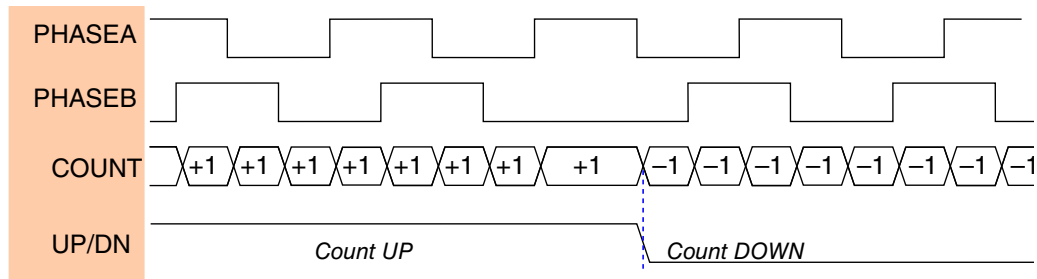 PHASEA
PHASEB
COUNT +1 +1 +1 +1 +1 +1 +1 +1 −1 −1 −1 −1 −1 −1 −1 −1
UP/DN Count UP Count DOWN